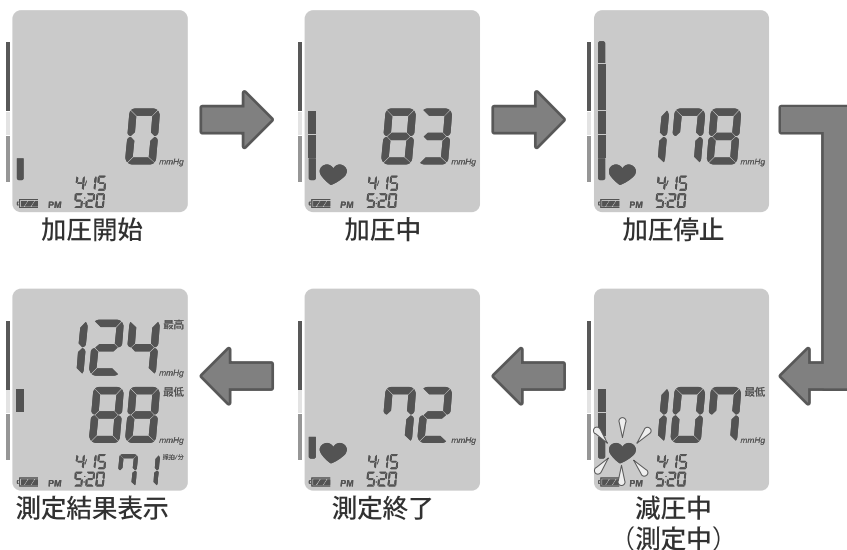 0
mmHg
4/15
PM 5:20
加圧開始
83
mmHg
4/15
PM 5:20
加圧中
178
mmHg
4/15
PM 5:20
加圧停止
107
最低
mmHg
4/15
PM 5:20
減圧中
（測定中）
72
mmHg
4/15
PM 5:20
測定終了
124
最高
mmHg
88
最低
mmHg
4/15
PM 5:20
71
脈拍/分
測定結果表示